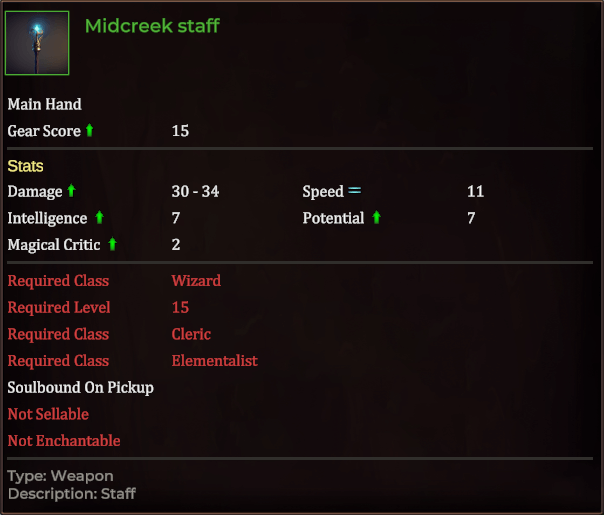 Midcreek staff
Main Hand
Gear Score 15
Stats
Damage 30 - 34 Speed 11
Intelligence 7 Potential 7
Magical Critic 2
Required Class Wizard
Required Level 15
Required Class Cleric
Required Class Elementalist
Soulbound On Pickup
Not Sellable
Not Enchantable
Type: Weapon
Description: Staff